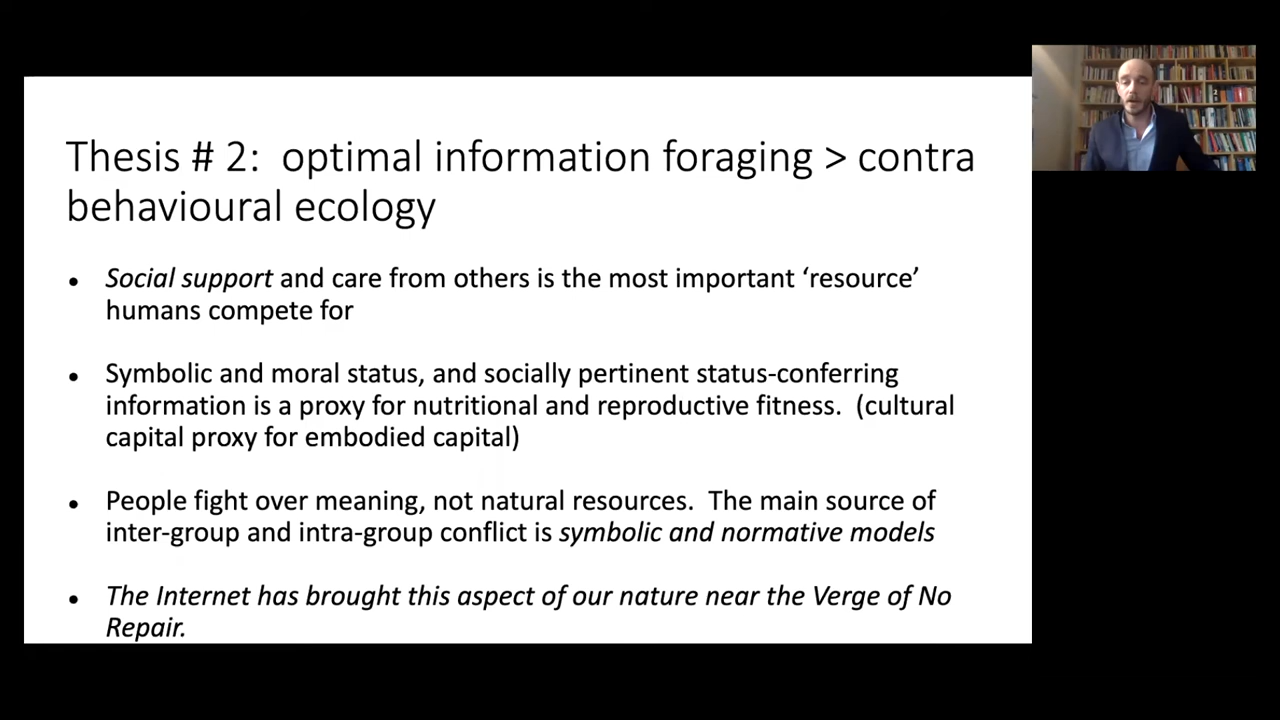 Thesis # 2:  optimal information foraging > contra
behavioural ecology
• Social support and care from others is the most important ‘resource’
humans compete for
• Symbolic and moral status, and socially pertinent status-conferring
information is a proxy for nutritional and reproductive fitness.  (cultural
capital proxy for embodied capital)
• People fight over meaning, not natural resources.  The main source of
inter-group and intra-group conflict is symbolic and normative models
• The Internet has brought this aspect of our nature near the Verge of No
Repair.